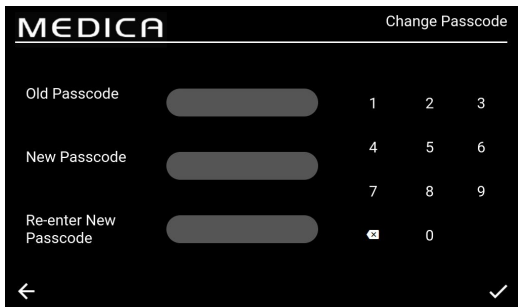 MEDICA
Change Passcode
Old Passcode
1 2 3
4 5 6
New Passcode
7 8 9
Re-enter New
Passcode
0